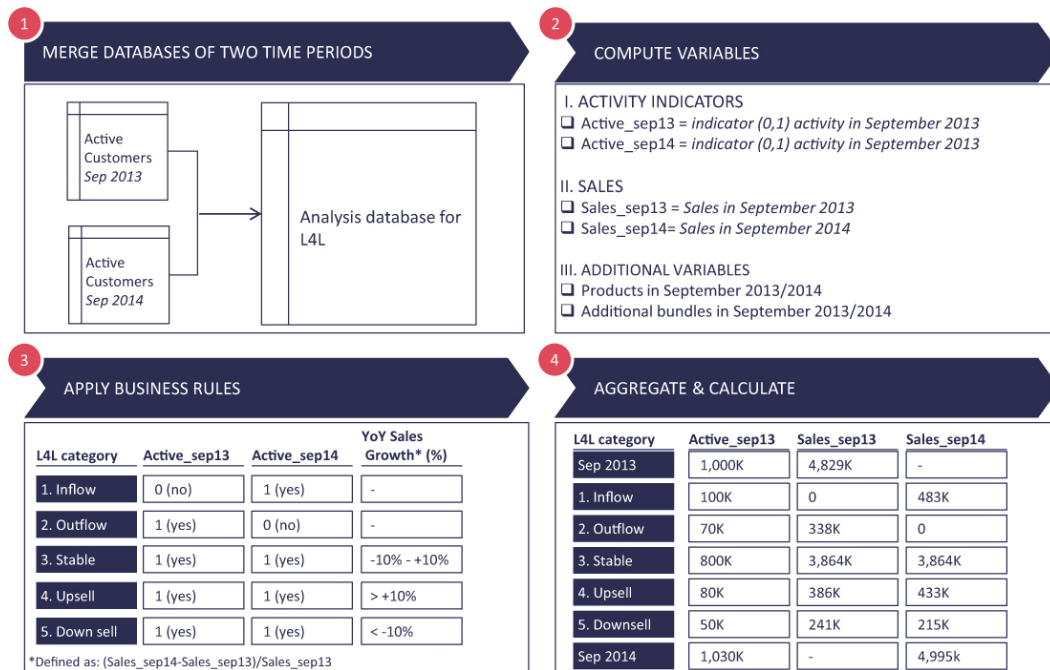 1
MERGE DATABASES OF TWO TIME PERIODS
Active
Customers
Sep 2013
Active
Customers
Sep 2014
Analysis database for
L4L
2
COMPUTE VARIABLES
I. ACTIVITY INDICATORS
❑ Active_sep13 = indicator (0,1) activity in September 2013
❑ Active_sep14 = indicator (0,1) activity in September 2013
II. SALES
❑ Sales_sep13 = Sales in September 2013
❑ Sales_sep14= Sales in September 2014
III. ADDITIONAL VARIABLES
❑ Products in September 2013/2014
❑ Additional bundles in September 2013/2014
3
APPLY BUSINESS RULES
YoY Sales
L4L category Active_sep13 Active_sep14 Growth* (%)
1. Inflow 0 (no) 1 (yes) -
2. Outflow 1 (yes) 0 (no) -
3. Stable 1 (yes) 1 (yes) -10% - +10%
4. Upsell 1 (yes) 1 (yes) > +10%
5. Down sell 1 (yes) 1 (yes) < -10%
*Defined as: (Sales_sep14-Sales_sep13)/Sales_sep13
4
AGGREGATE & CALCULATE
L4L category Active_sep13 Sales_sep13 Sales_sep14
Sep 2013 1,000K 4,829K -
1. Inflow 100K 0 483K
2. Outflow 70K 338K 0
3. Stable 800K 3,864K 3,864K
4. Upsell 80K 386K 433K
5. Downsell 50K 241K 215K
Sep 2014 1,030K - 4,995k